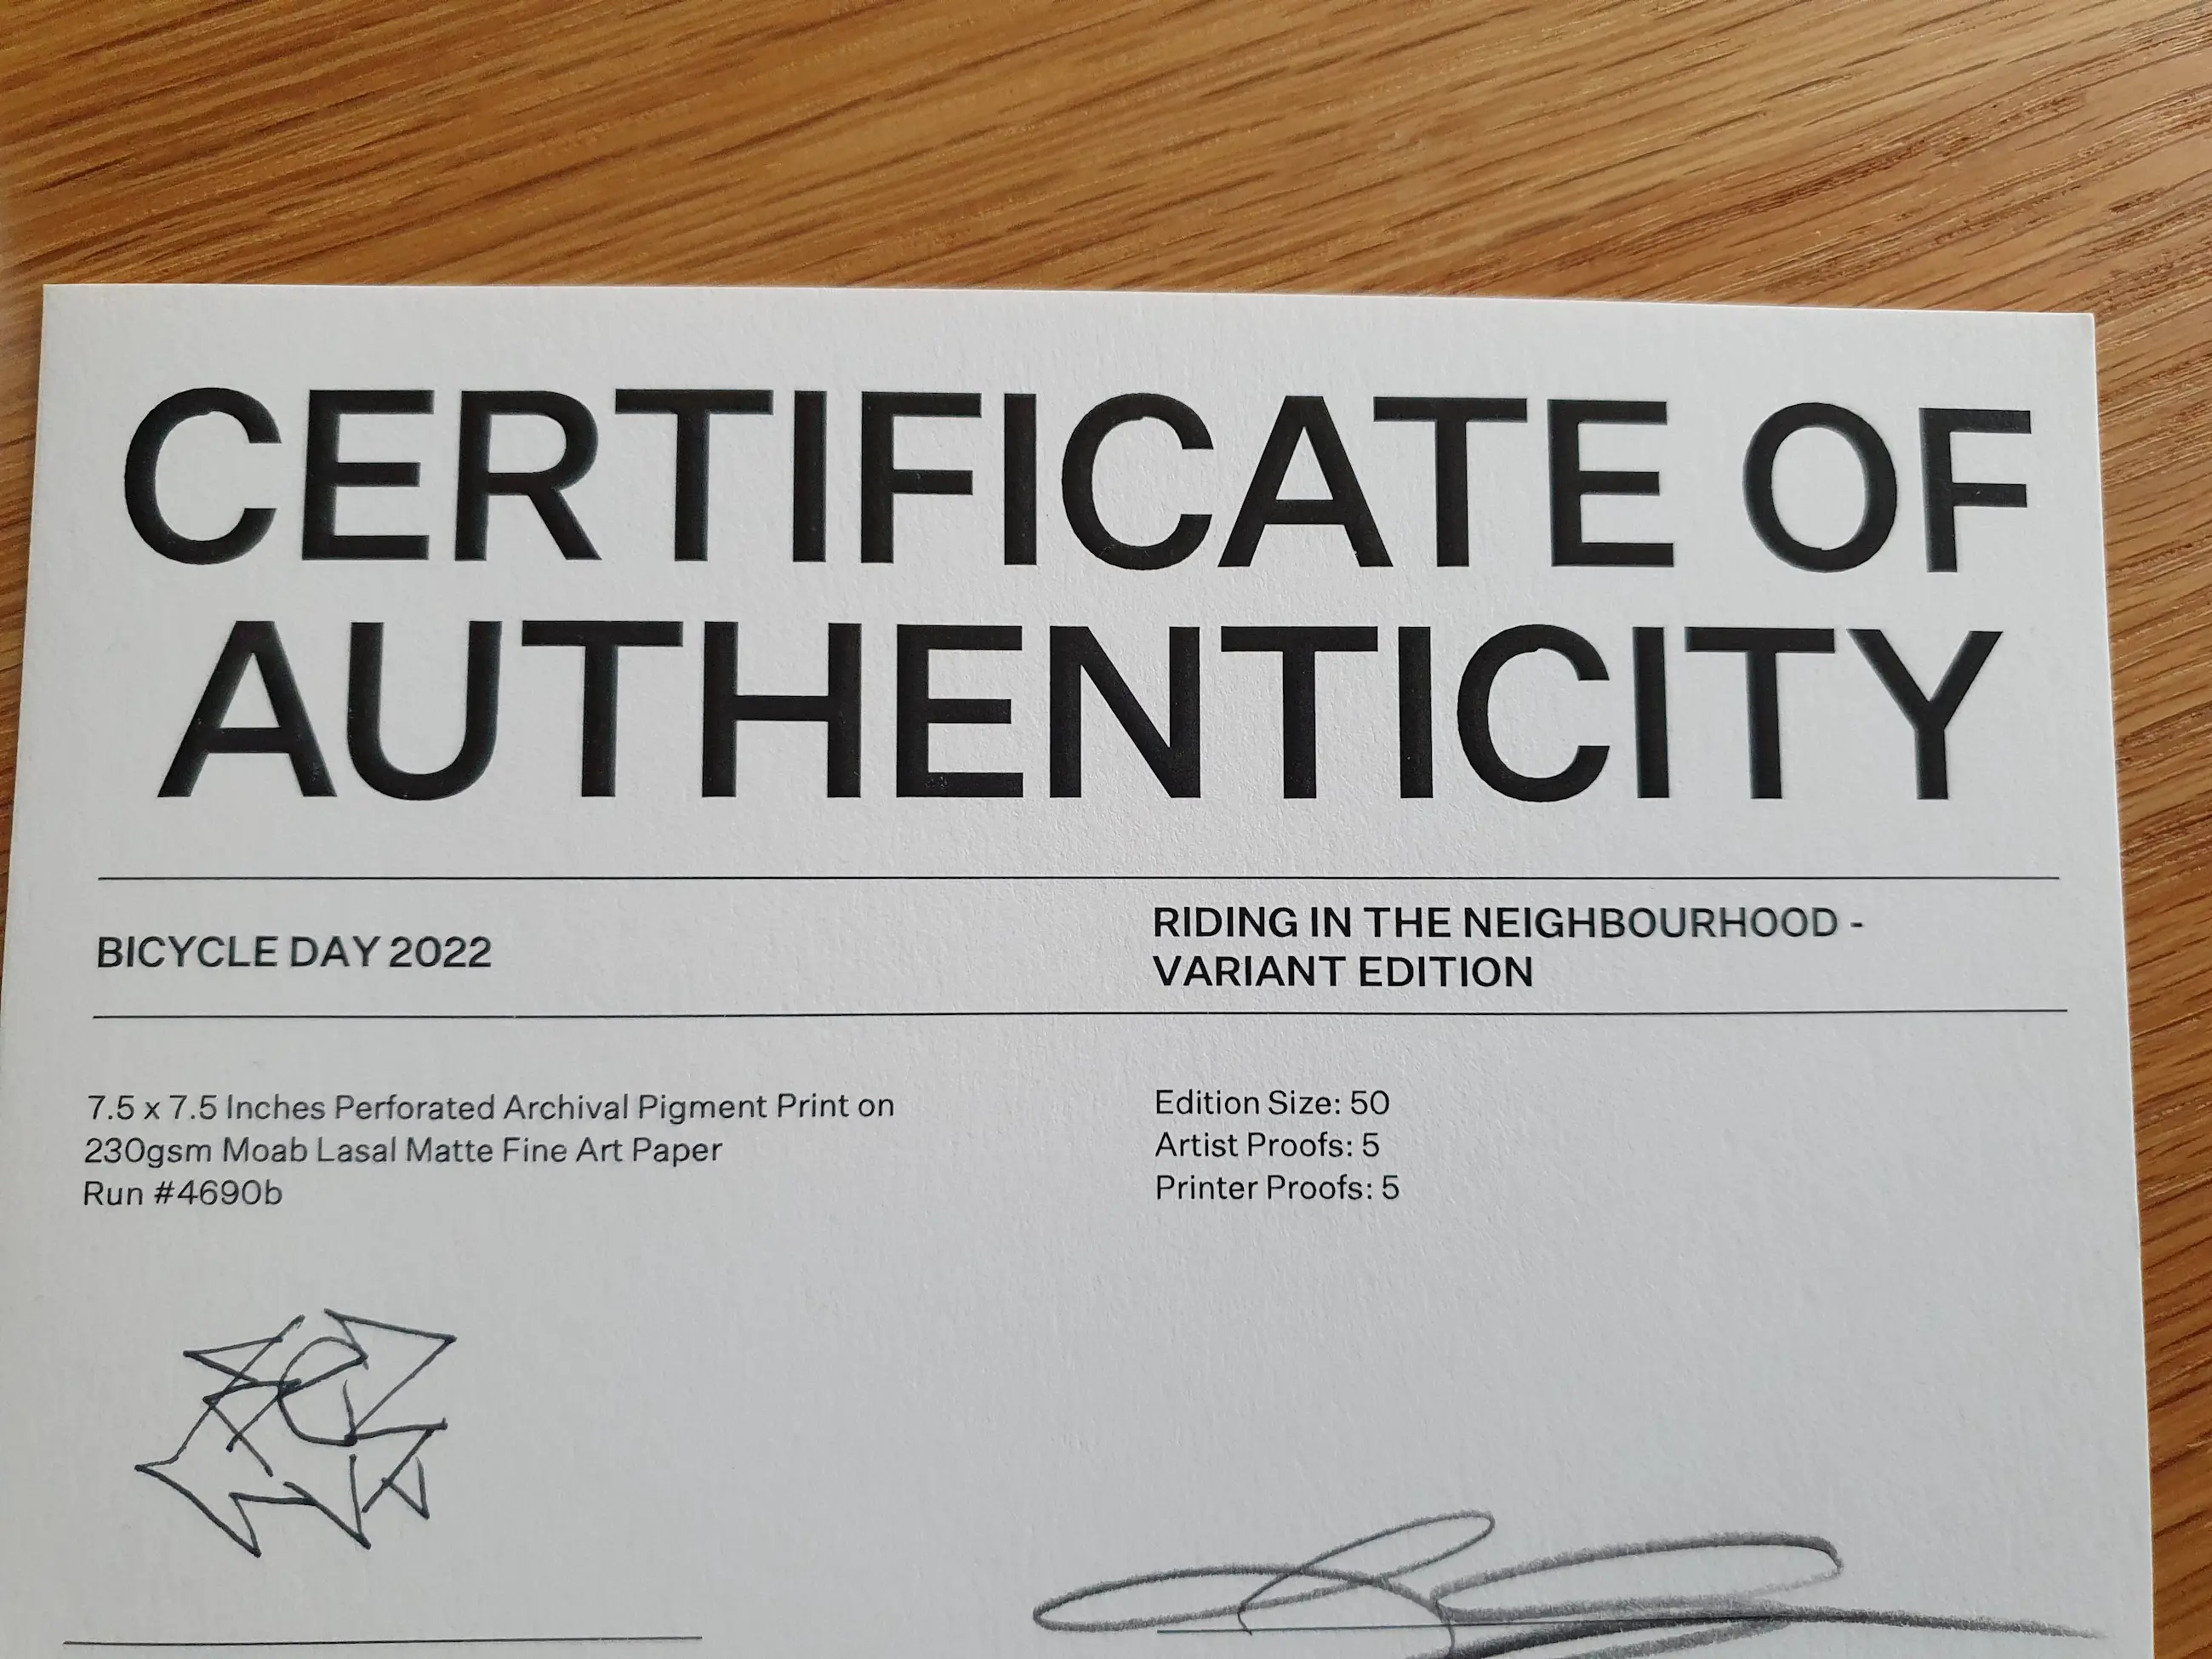 CERTIFICATE OF
AUTHENTICITY
BICYCLE DAY 2022
RIDING IN THE NEIGHBOURHOOD -
VARIANT EDITION
7.5 x 7.5 Inches Perforated Archival Pigment Print on
230gsm Moab Lasal Matte Fine Art Paper
Run #4690b
Edition Size: 50
Artist Proofs: 5
Printer Proofs: 5